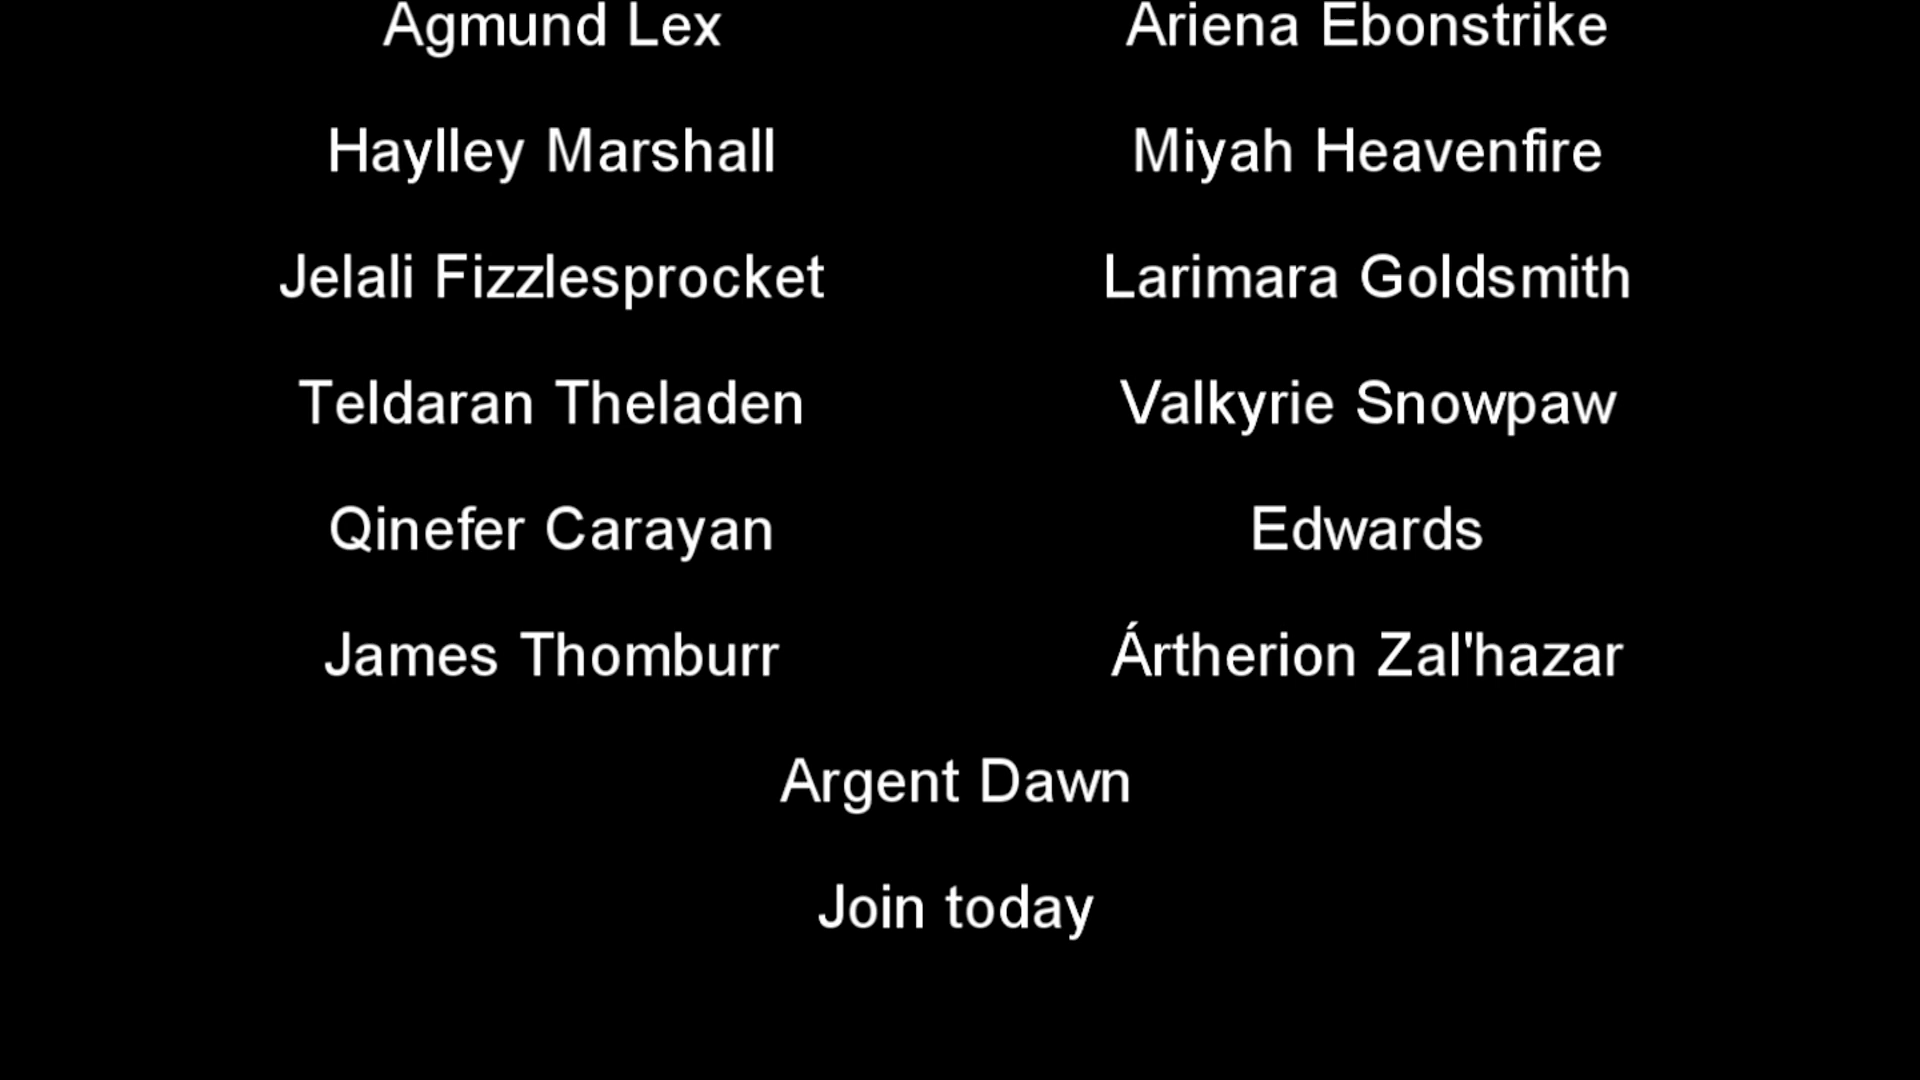 Agmund Lex Ariena Ebonstrike
Haylley Marshall Miyah Heavenfire
Jelali Fizzlesprocket Larimara Goldsmith
Teldaran Theladen Valkyrie Snowpaw
Qinefer Carayan Edwards
James Thomburr Ártherion Zal'hazar
Argent Dawn
Join today